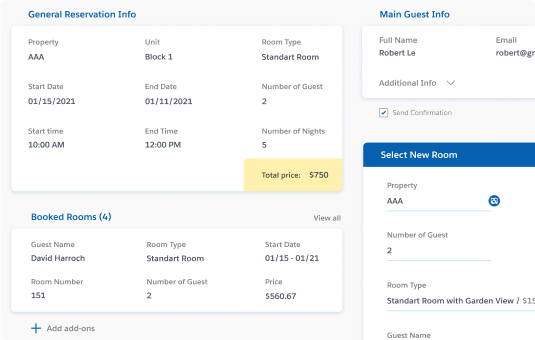 General Reservation Info
Property Unit Room Type
AAA Block 1 Standart Room
Start Date End Date Number of Guest
01/15/2021 01/11/2021 2
Start time End Time Number of Nights
10:00 AM 12:00 PM 5
Total price: $750
Booked Rooms (4) View all
Guest Name Room Type Start Date
David Harroch Standart Room 01/15 - 01/21
Room Number Number of Guest Price
151 2 $560.67
Add add-ons
Main Guest Info
Full Name Email
Robert Le robert@gr
Additional Info
Send Confirmation
Select New Room
Property
AAA
Number of Guest
2
Room Type
Standart Room with Garden View / $15
Guest Name